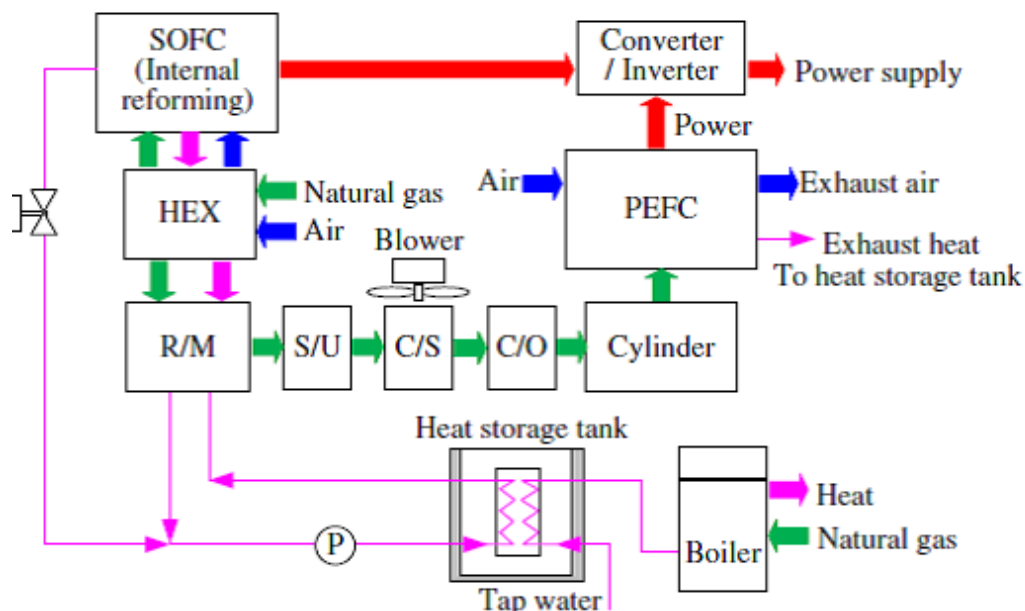 SOFC
(Internal
reforming)
Converter
/ Inverter
Power supply
Power
HEX
Natural gas
Air
Air
PEFC
Exhaust air
Exhaust heat
To heat storage tank
Blower
R/M
S/U
C/S
C/O
Cylinder
Heat storage tank
Boiler
Heat
Natural gas
P
Tap water